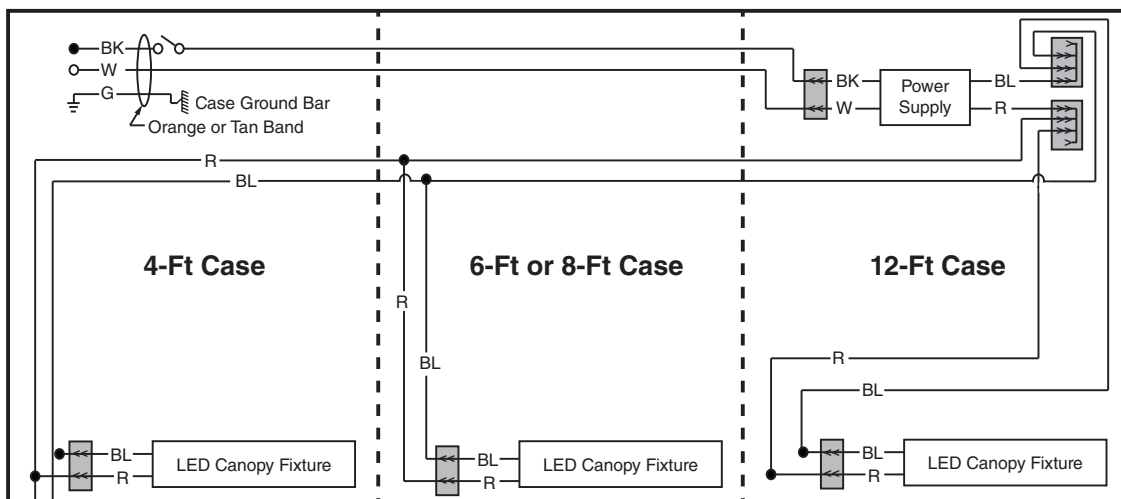 BK
W
G
Case Ground Bar
Orange or Tan Band
BK
W
Power
Supply
BL
R
R
BL
4-Ft Case
6-Ft or 8-Ft Case
12-Ft Case
R
BL
R
BL
BL
R
LED Canopy Fixture
BL
R
LED Canopy Fixture
BL
R
LED Canopy Fixture